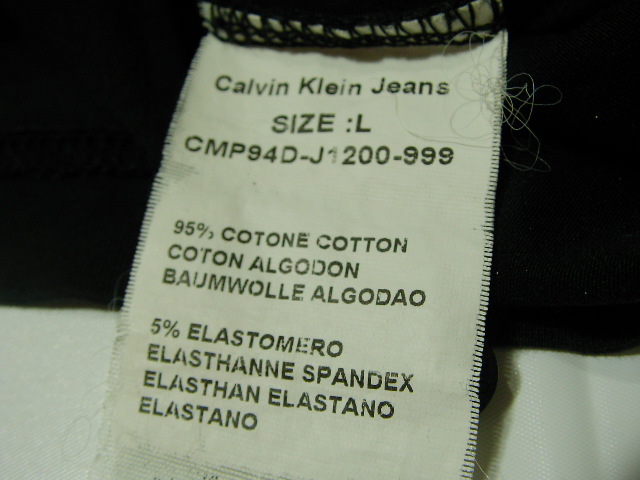 Calvin Klein Jeans
SIZE :L
CMP94D-J1200-999
95% COTONE COTTON
COTON ALGODON
BAUMWOLLE ALGODAO
5% ELASTOMERO
ELASTHANNE SPANDEX
ELASTHAN ELASTANO
ELASTANO